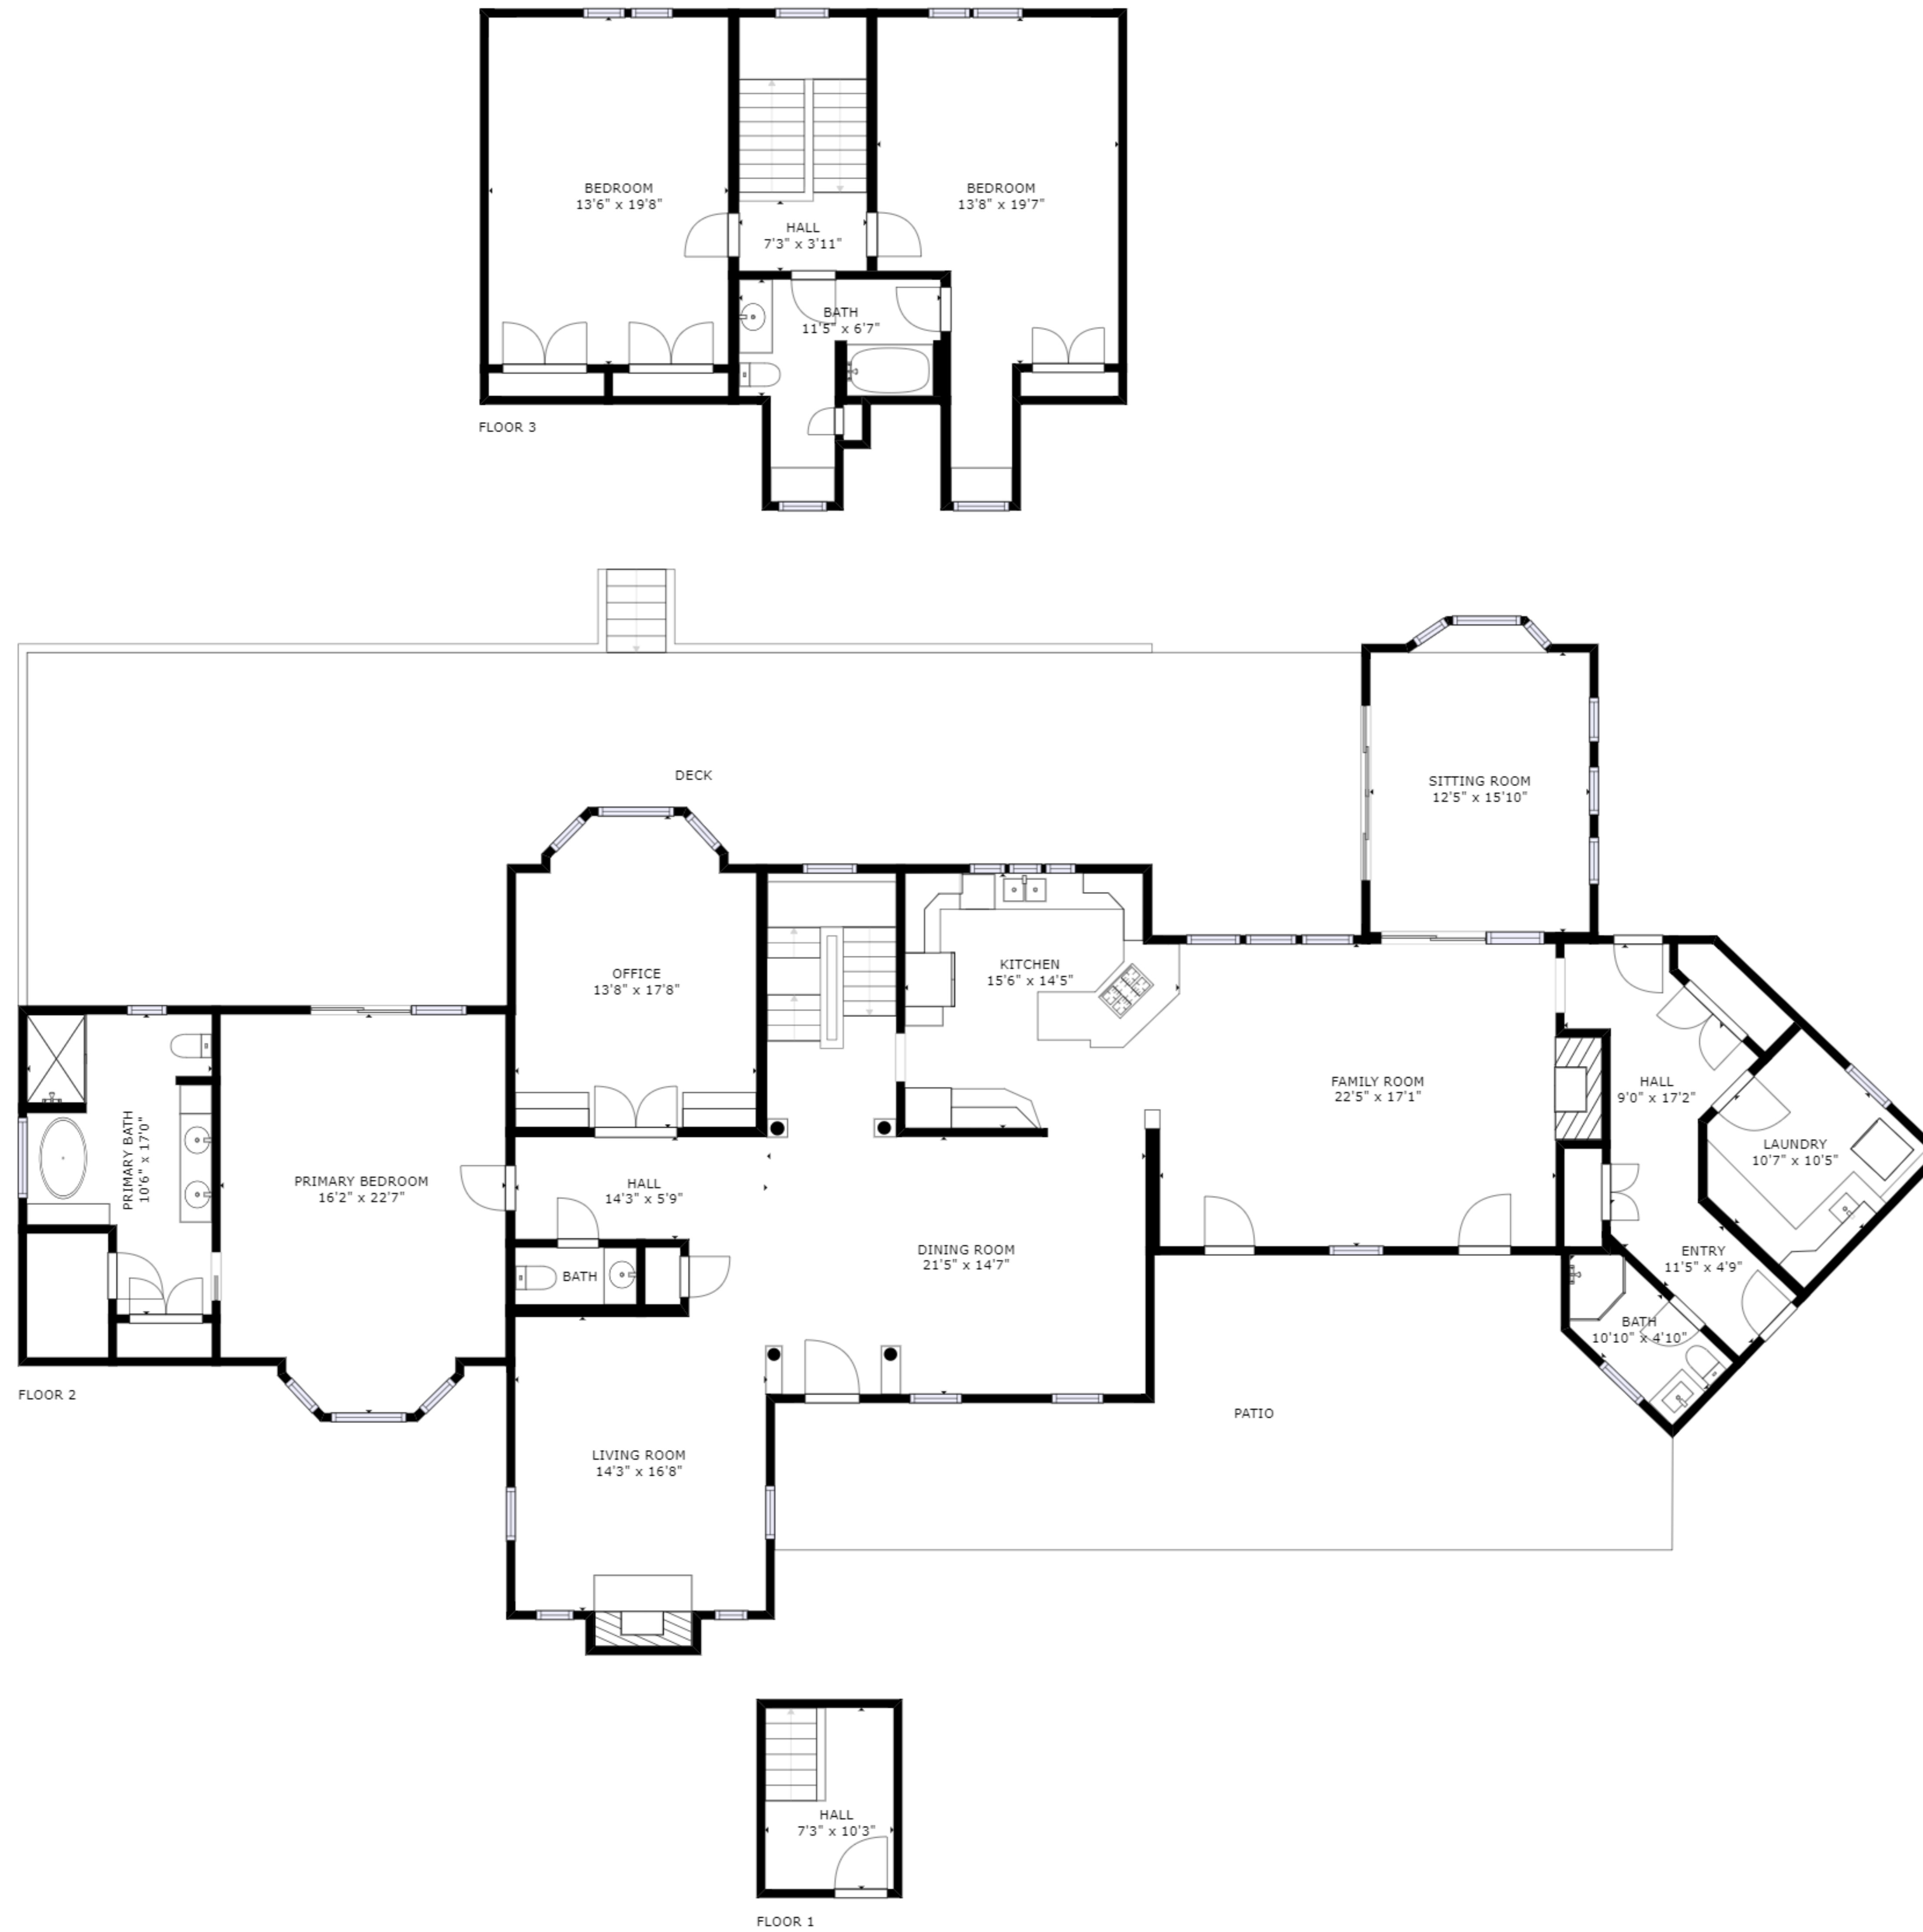 BEDROOM
13'6" x 19'8"
BEDROOM
13'8" x 19'7"
HALL
7'3" x 3'11"
BATH
11'5" x 6'7"
FLOOR 3
DECK
SITTING ROOM
12'5" x 15'10"
OFFICE
13'8" x 17'8"
KITCHEN
15'6" x 14'5"
FAMILY ROOM
22'5" x 17'1"
HALL
9'0" x 17'2"
LAUNDRY
10'7" x 10'5"
PRIMARY BATH
10'6" x 17'0"
PRIMARY BEDROOM
16'2" x 22'7"
HALL
14'3" x 5'9"
BATH
DINING ROOM
21'5" x 14'7"
ENTRY
11'5" x 4'9"
BATH
10'10" x 4'10"
FLOOR 2
PATIO
LIVING ROOM
14'3" x 16'8"
HALL
7'3" x 10'3"
FLOOR 1